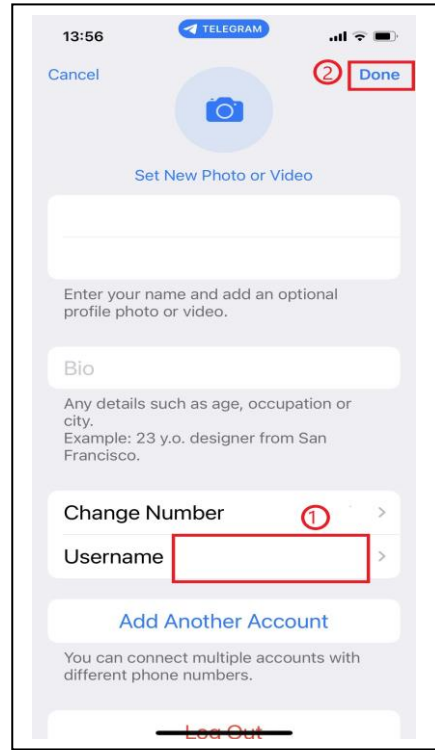 13:56
TELEGRAM
Cancel
② Done
Set New Photo or Video
Enter your name and add an optional
profile photo or video.
Bio
Any details such as age, occupation or
city.
Example: 23 y.o. designer from San
Francisco.
Change Number
①
Username
Add Another Account
You can connect multiple accounts with
different phone numbers.
Log Out